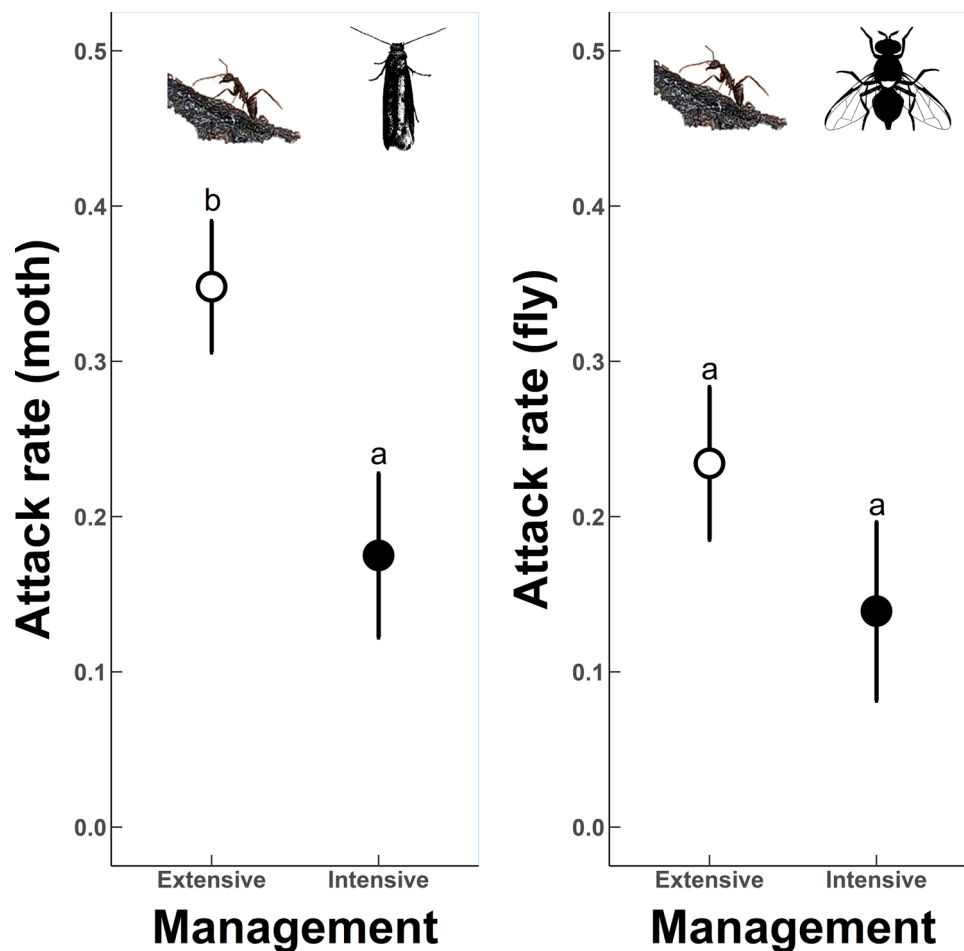 Attack rate (moth)
0.5
0.4
0.3
0.2
0.1
0.0
b
a
Extensive Intensive
Management
Attack rate (fly)
0.5
0.4
0.3
0.2
0.1
0.0
a
a
Extensive Intensive
Management